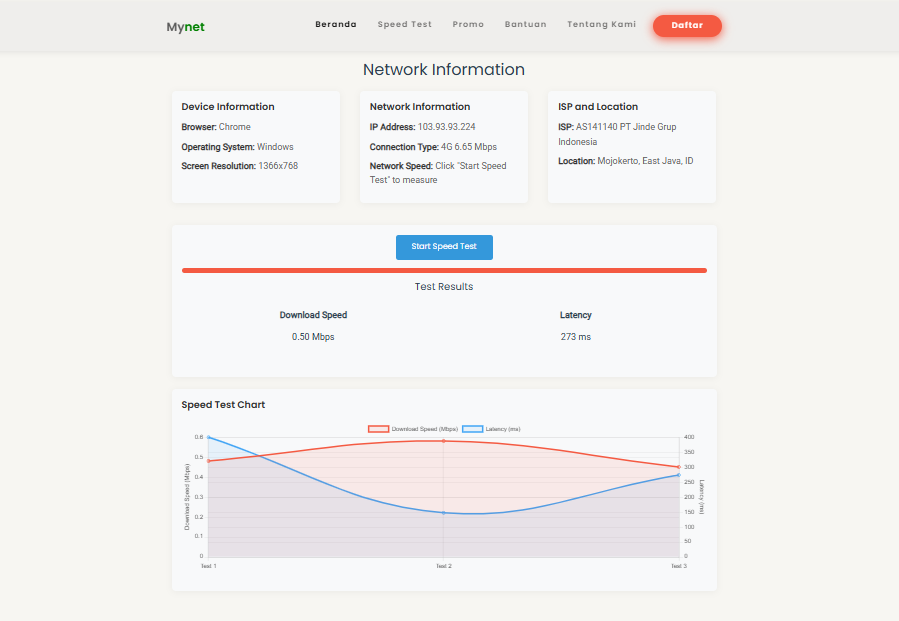 Mynet
Beranda
Speed Test
Promo
Bantuan
Tentang Kami
Daftar
Network Information
Device Information
Browser: Chrome
Operating System: Windows
Screen Resolution: 1366x768
Network Information
IP Address: 103.93.93.224
Connection Type: 4G 6.65 Mbps
Network Speed: Click "Start Speed
Test" to measure
ISP and Location
ISP: AS141140 PT Jinde Grup
Indonesia
Location: Mojokerto, East Java, ID
Start Speed Test
Test Results
Download Speed
0.50 Mbps
Latency
273 ms
Speed Test Chart
Download Speed (Mbps)
Latency (ms)
Download Speed (Mbps)
0.6
0.5
0.4
0.3
0.2
0.1
0
400
350
300
250
200
150
100
50
0
Latency (ms)
Test 1
Test 2
Test 3